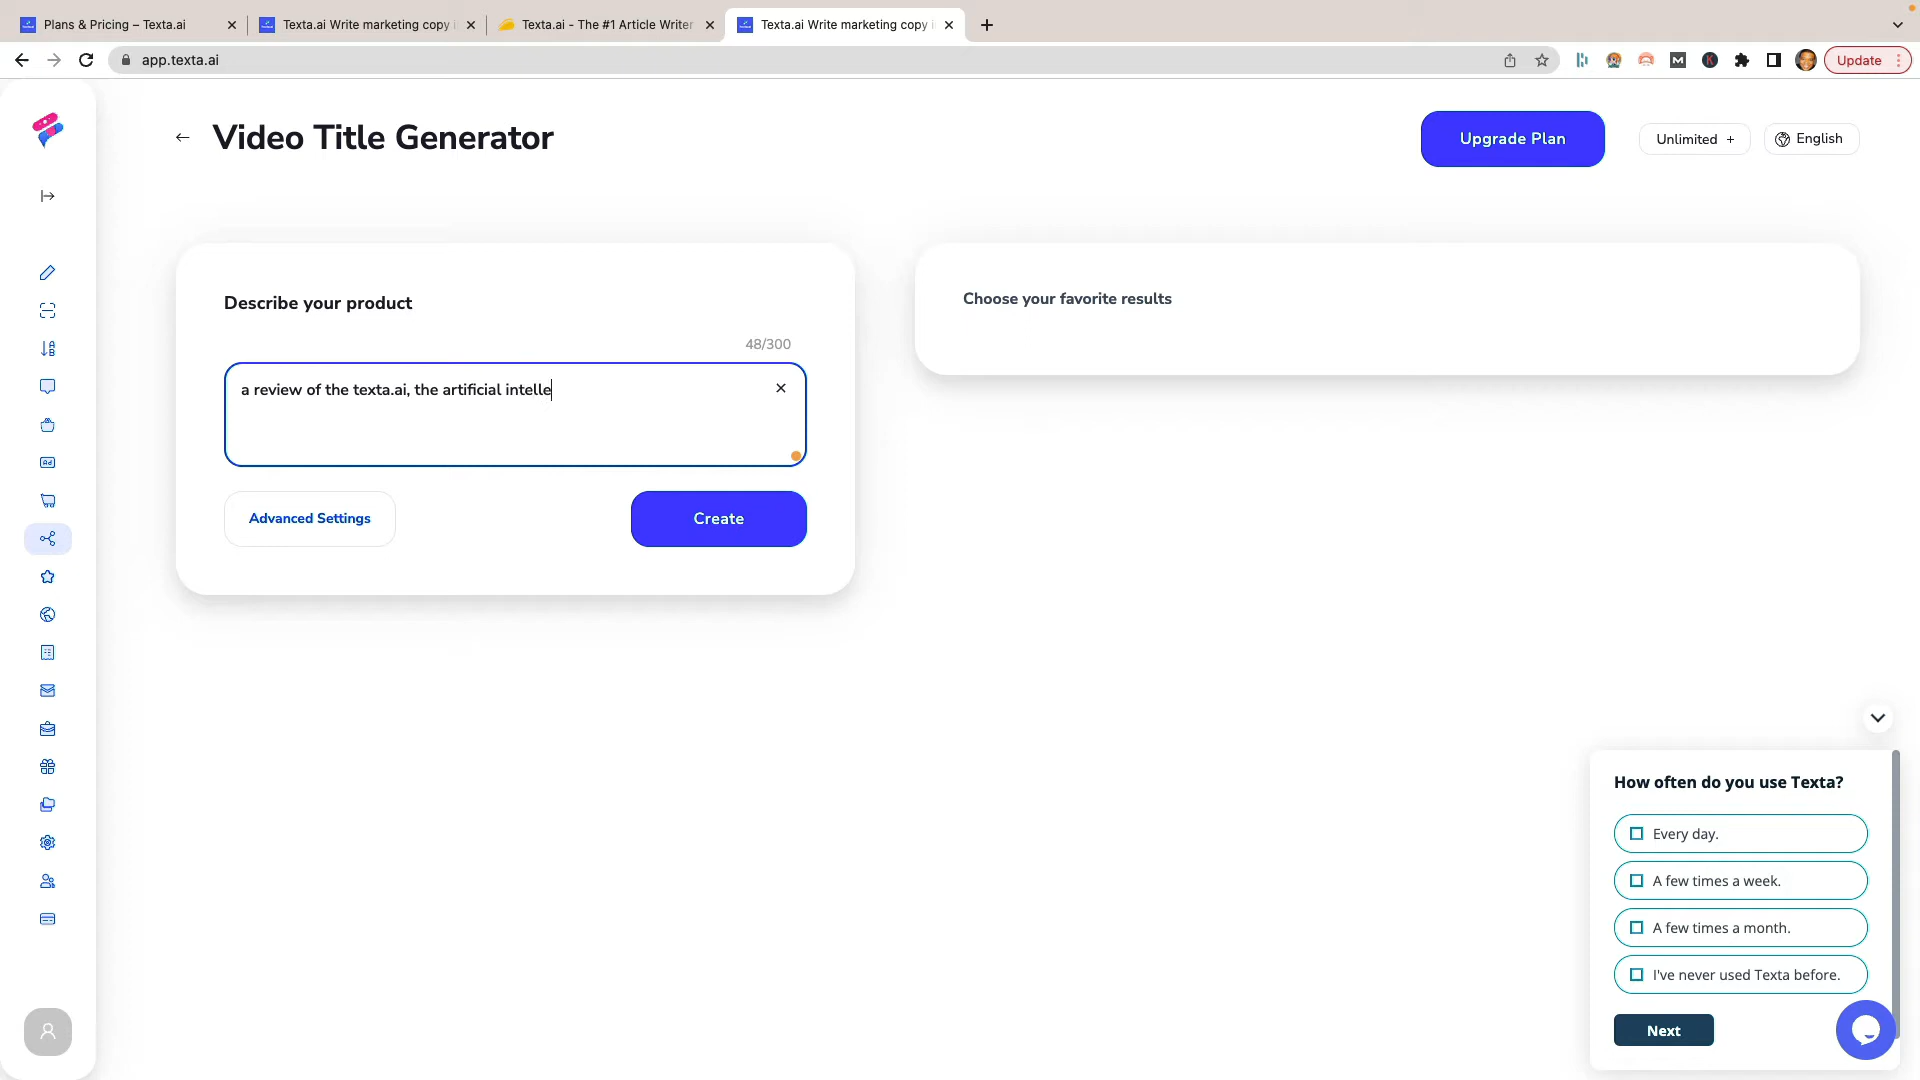 Plans & Pricing – Texta.ai
Texta.ai Write marketing copy i
Texta.ai - The #1 Article Writer
Texta.ai Write marketing copy i
app.texta.ai
M
K
Update
Video Title Generator
Upgrade Plan
Unlimited +
English
Describe your product
Choose your favorite results
48/300
a review of the texta.ai, the artificial intelle
Advanced Settings
Create
Ad
How often do you use Texta?
Every day.
A few times a week.
A few times a month.
I've never used Texta before.
Next